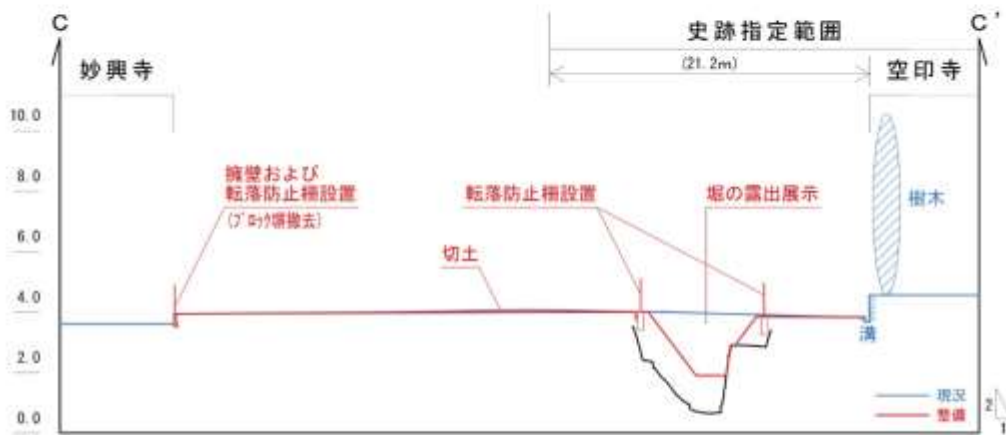 C
C'
史跡指定範囲
(21.2m)
妙興寺
空印寺
10.0
8.0
6.0
4.0
2.0
0.0
擁壁および
転落防止柵設置
(ブロック塀撤去)
転落防止柵設置
堀の露出展示
樹木
切土
溝
現況
整備
2
1